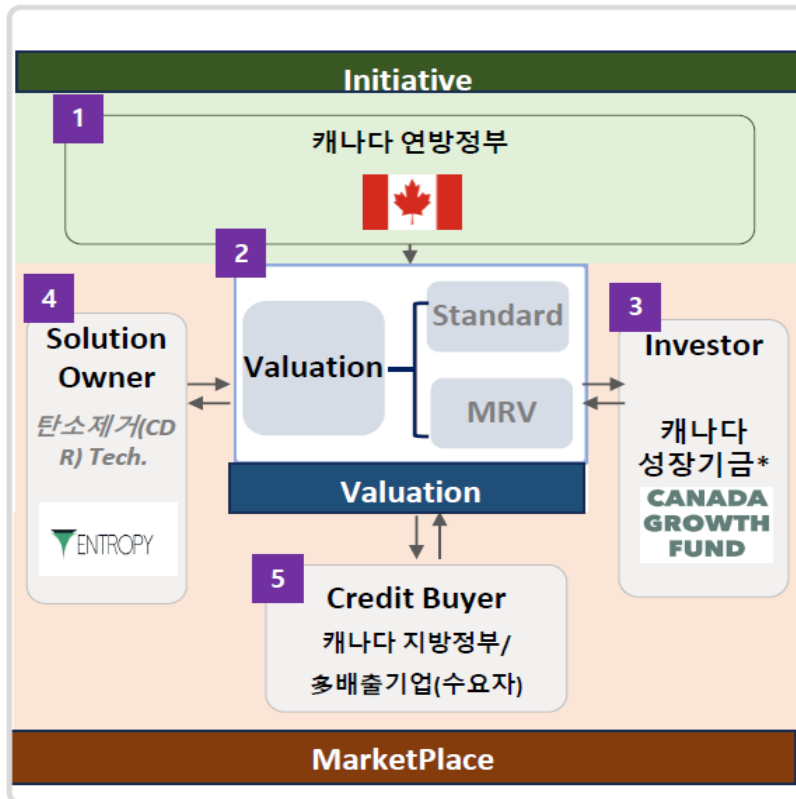 Initiative
1
캐나다 연방정부
2
Valuation
Standard
MRV
Valuation
4
Solution
Owner
탄소제거(CD
R) Tech.
ENTROPY
3
Investor
캐나다
성장기금*
CANADA
GROWTH
FUND
5
Credit Buyer
캐나다 지방정부/
多배출기업(수요자)
MarketPlace